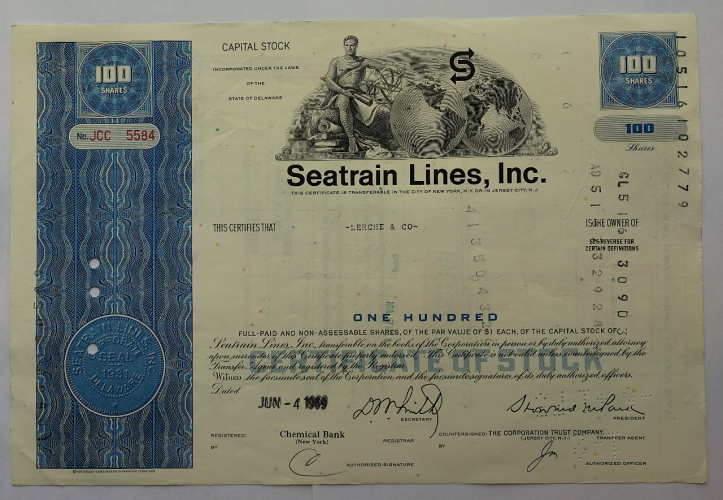 100
SHARES
No. JCC 5584
CAPITAL STOCK
INCORPORATED UNDER THE LAWS
OF THE
STATE OF DELAWARE
S
100
SHARES
100
Shares
Seatrain Lines, Inc.
THIS CERTIFICATE IS TRANSFERABLE IN THE CITY OF NEW YORK, N.Y. OR IN JERSEY CITY, N.J.
THIS CERTIFIES THAT
-LERCHE & CO-
IS THE OWNER OF
SEE REVERSE FOR
CERTAIN DEFINITIONS
10516102779
ONE HUNDRED
FULL-PAID AND NON-ASSESSABLE SHARES, OF THE PAR VALUE OF $1 EACH, OF THE CAPITAL STOCK OF
Seatrain Lines, Inc., transferable on the books of the Corporation in person or by duly authorized attorney
upon surrender of this Certificate properly endorsed. This Certificate is not valid unless countersigned by the
Transfer Agent and registered by the Registrar.
Witness the facsimile seal of the Corporation and the facsimile signatures of its duly authorized officers.
CERTIFICATE OF STOCK
Dated JUN -4 1969
SECRETARY
PRESIDENT
SEATRAIN LINES, INC.
SEAL
1931
DELAWARE
REGISTERED:
Chemical Bank
(New York)
REGISTRAR
BY
AUTHORIZED SIGNATURE
COUNTERSIGNED: THE CORPORATION TRUST COMPANY,
(JERSEY CITY, N.J.) TRANSFER AGENT
BY
AUTHORIZED OFFICER